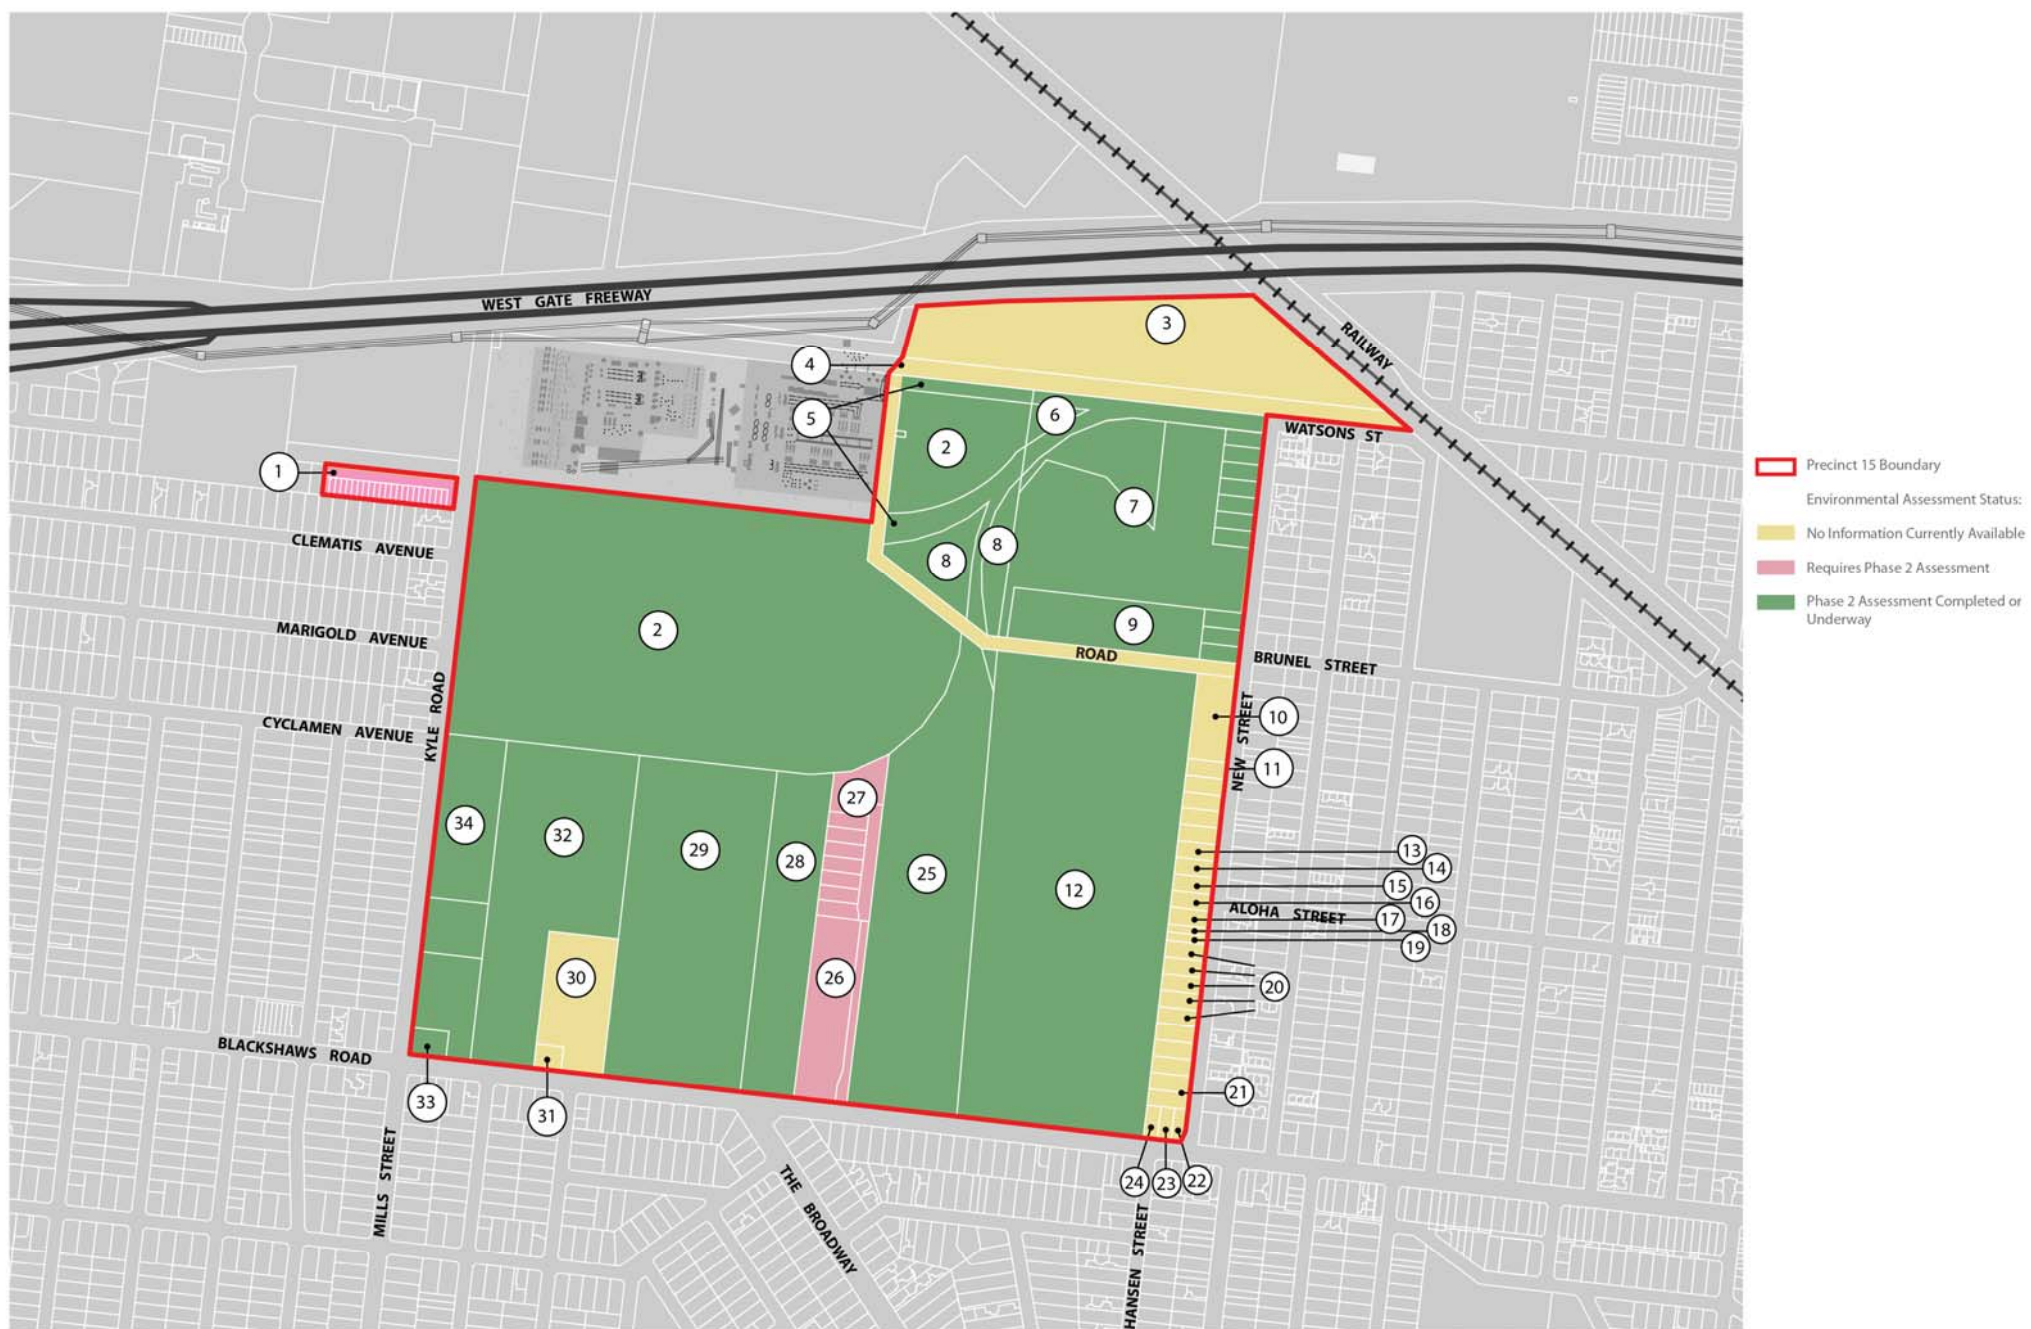 WEST GATE FREEWAY
3
RAILWAY
4
5
6
2
WATSONS ST
1
7
CLEMATIS AVENUE
8
8
2
9
MARIGOLD AVENUE
ROAD
BRUNEL STREET
KYLE ROAD
CYCLAMEN AVENUE
NEW STREET
10
11
27
34
32
29
28
25
12
13
14
15
16
ALOHA STREET
17
18
19
30
26
20
BLACKSHAWS ROAD
33
31
21
MILLS STREET
THE BROADWAY
24
23
22
HANSEN STREET
Precinct 15 Boundary
Environmental Assessment Status:
No Information Currently Available
Requires Phase 2 Assessment
Phase 2 Assessment Completed or
Underway